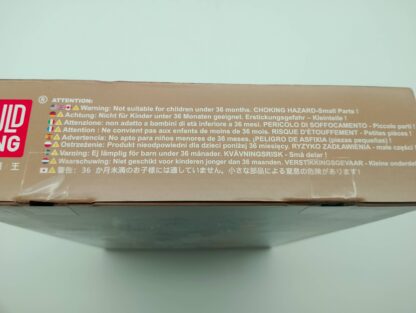 ULD
NG
王
® ATTENTION:
Warning: Not suitable for children under 36 months. CHOKING HAZARD-Small Parts !
Achtung: Nicht für Kinder unter 36 Monaten geeignet. Erstickungsgefahr – Kleinteile !
Attenzione: non adatto a bambini di età inferiore a 36 mesi. PERICOLO DI SOFFOCAMENTO - Piccole parti !
Attention : Ne convient pas aux enfants de moins de 36 mois. RISQUE D'ÉTOUFFEMENT - Petites pièces !
Advertencia: No apto para niños menores de 36 meses. PELIGRO DE ASFIXIA (piezas pequeñas) !
Ostrzeżenie: Produkt nieodpowiedni dla dzieci poniżej 36 miesięcy. RYZYKO ZADŁAWIENIA - małe części !
Varning: Ej lämplig för barn under 36 månader. KVÄVNINGSRISK - Små delar !
Waarschuwing: Niet geschikt voor kinderen jonger dan 36 maanden. VERSTIKKINGSGEVAAR - Kleine onderdel
警告: 36 か月未満のお子様には適していません。小さな部品による窒息の危険があります!